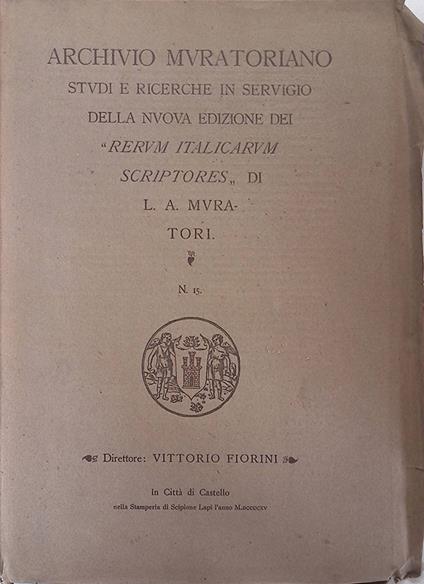 ARCHIVIO MVRATORIANO
STVDI E RICERCHE IN SERVIGIO
DELLA NVOVA EDIZIONE DEI
“RERVM ITALICARVM
SCRIPTORES„ DI
L. A. MVRA-
TORI.
N. 15.
Direttore: VITTORIO FIORINI
In Città di Castello
nella Stamperia di Scipione Lapi l'anno M.DCCCCXV